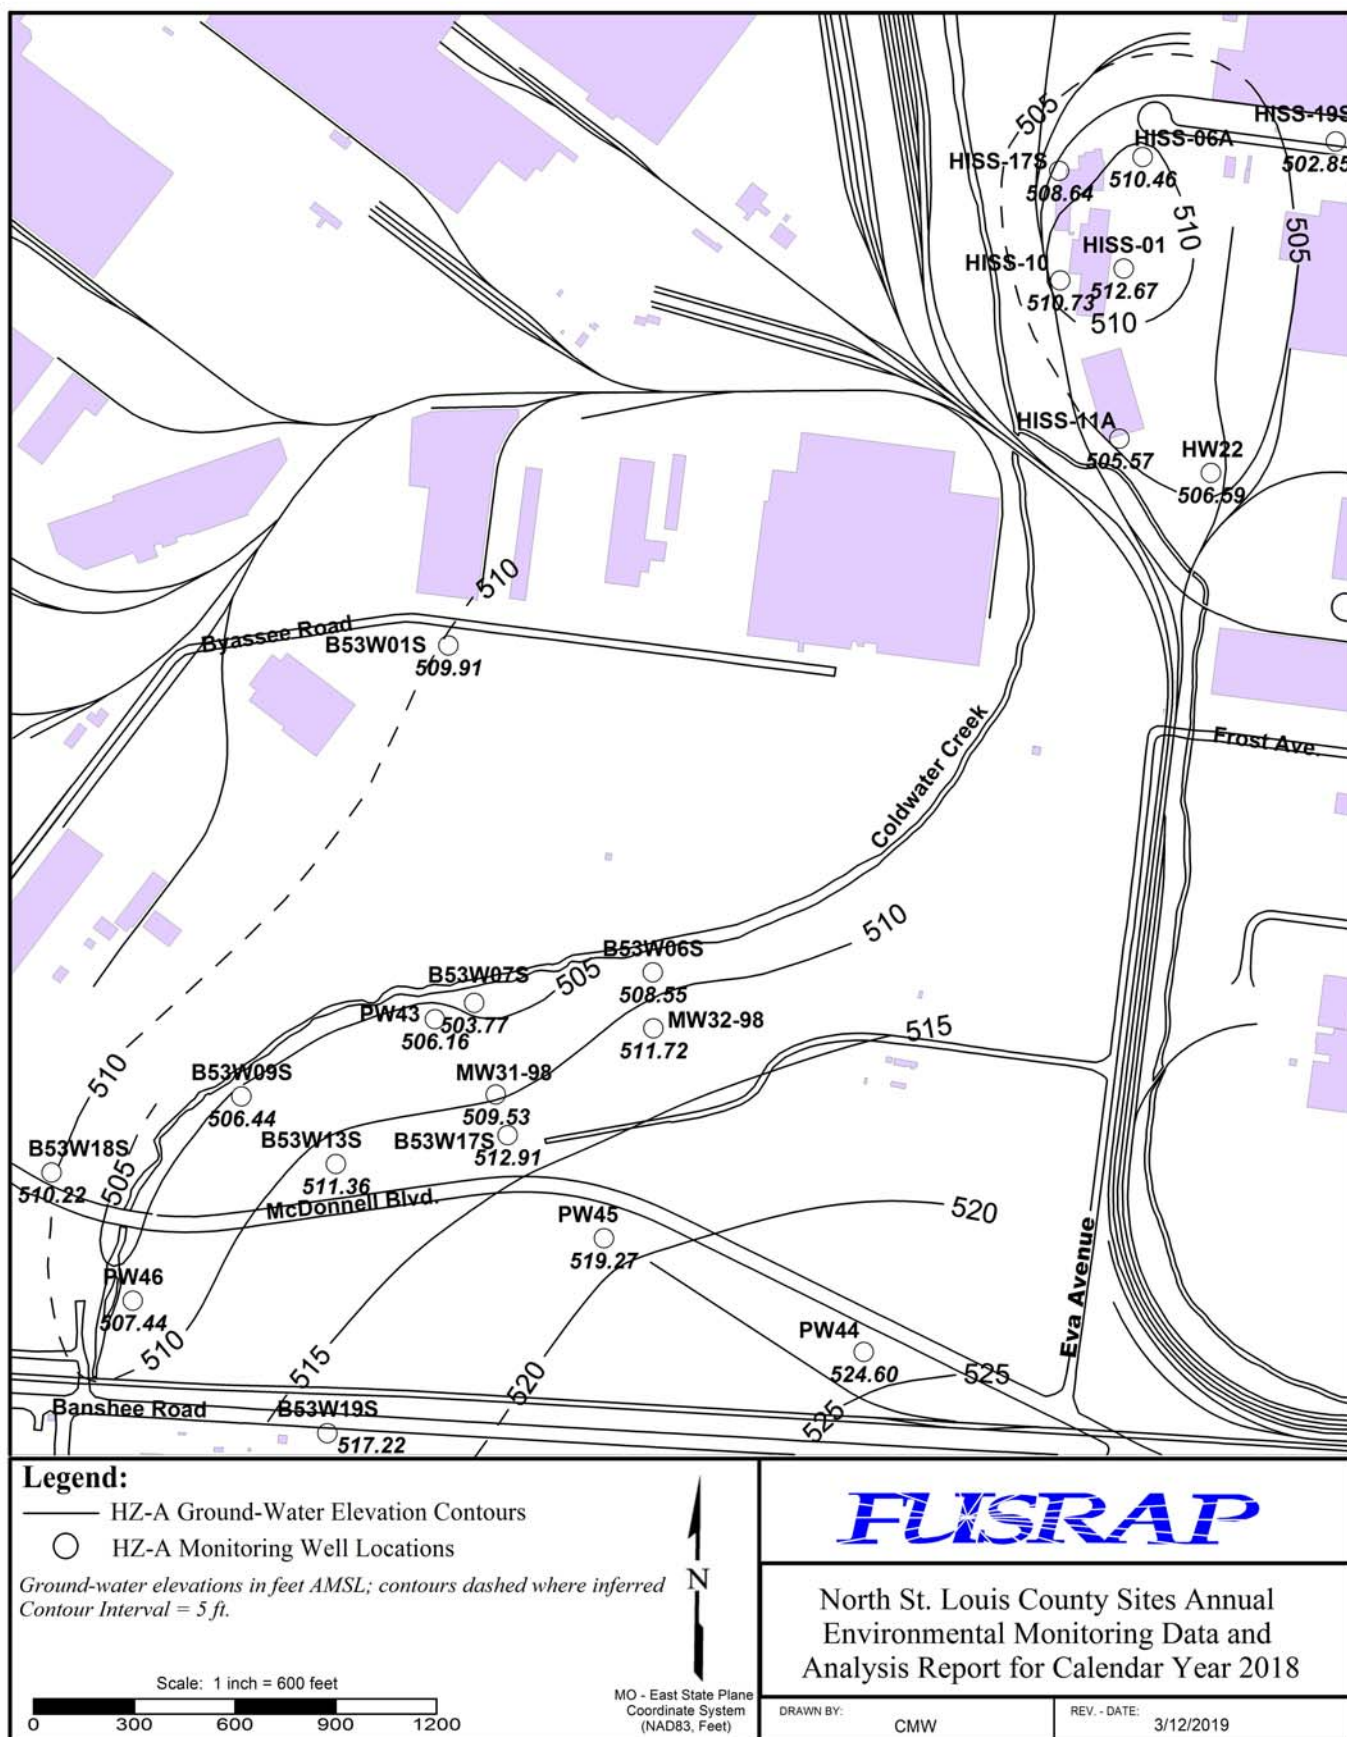 505
HISS-19S
HISS-06A
HISS-17S
502.85
510.46
508.64
510
505
HISS-01
HISS-10
512.67
510.73
510
HISS-11A
505.57
HW22
506.59
510
Byassee Road
B53W01S
509.91
Coldwater Creek
Frost Ave.
510
B53W06S
505
B53W07S
508.55
PW43
503.77
MW32-98
506.16
511.72
515
510
B53W09S
MW31-98
506.44
509.53
B53W13S
B53W17S
B53W18S
512.91
505
511.36
510.22
McDonnell Blvd.
520
PW45
519.27
Eva Avenue
PW46
507.44
PW44
510
515
520
524.60
525
525
Banshee Road
B53W19S
517.22
Legend:
HZ-A Ground-Water Elevation Contours
HZ-A Monitoring Well Locations
Ground-water elevations in feet AMSL; contours dashed where inferred
Contour Interval = 5 ft.
Scale: 1 inch = 600 feet
0 300 600 900 1200
N
MO - East State Plane
Coordinate System
(NAD83, Feet)
FUSRAP
North St. Louis County Sites Annual
Environmental Monitoring Data and
Analysis Report for Calendar Year 2018
DRAWN BY:
CMW
REV. - DATE:
3/12/2019